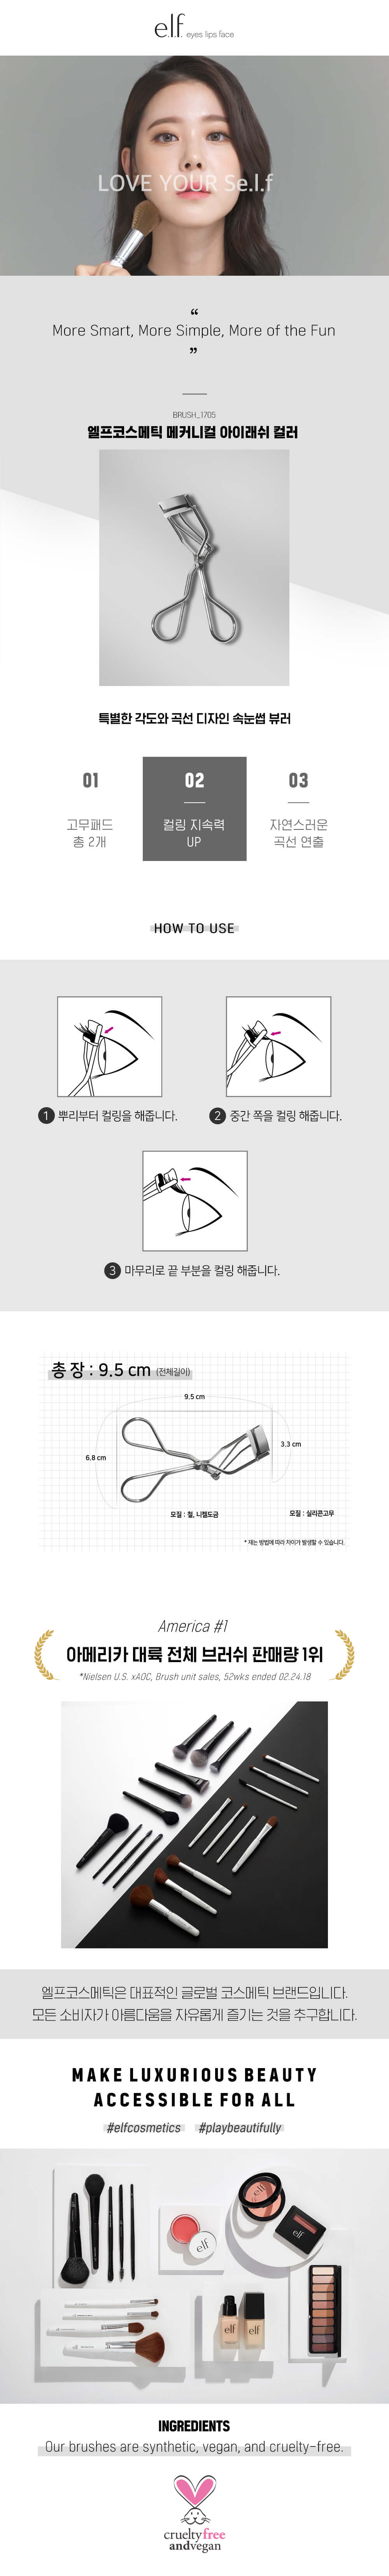 e.l.f. eyes lips face
LOVE YOUR Se.l.f
“
More Smart, More Simple, More of the Fun
”
BRUSH_1705
엘프코스메틱 메커니컬 아이래쉬 컬러
특별한 각도와 곡선 디자인 속눈썹 뷰러
01
고무패드
총 2개
02
컬링 지속력
UP
03
자연스러운
곡선 연출
HOW TO USE
1 뿌리부터 컬링을 해줍니다.
2 중간 쪽을 컬링 해줍니다.
3 마무리로 끝 부분을 컬링 해줍니다.
총 장 : 9.5 cm (전체길이)
9.5 cm
6.8 cm
3.3 cm
모질 : 철, 니켈도금
모질 : 실리콘고무
* 재는 방법에 따라 차이가 발생할 수 있습니다.
America #1
아메리카 대륙 전체 브러쉬 판매량 1위
*Nielsen U.S. xAOC, Brush unit sales, 52wks ended 02.24.18
엘프코스메틱은 대표적인 글로벌 코스메틱 브랜드입니다.
모든 소비자가 아름다움을 자유롭게 즐기는 것을 추구합니다.
MAKE LUXURIOUS BEAUTY
ACCESSIBLE FOR ALL
#elfcosmetics #playbeautifully
elf
elf
elf
elf
elf
INGREDIENTS
Our brushes are synthetic, vegan, and cruelty-free.
crueltyfree
andvegan